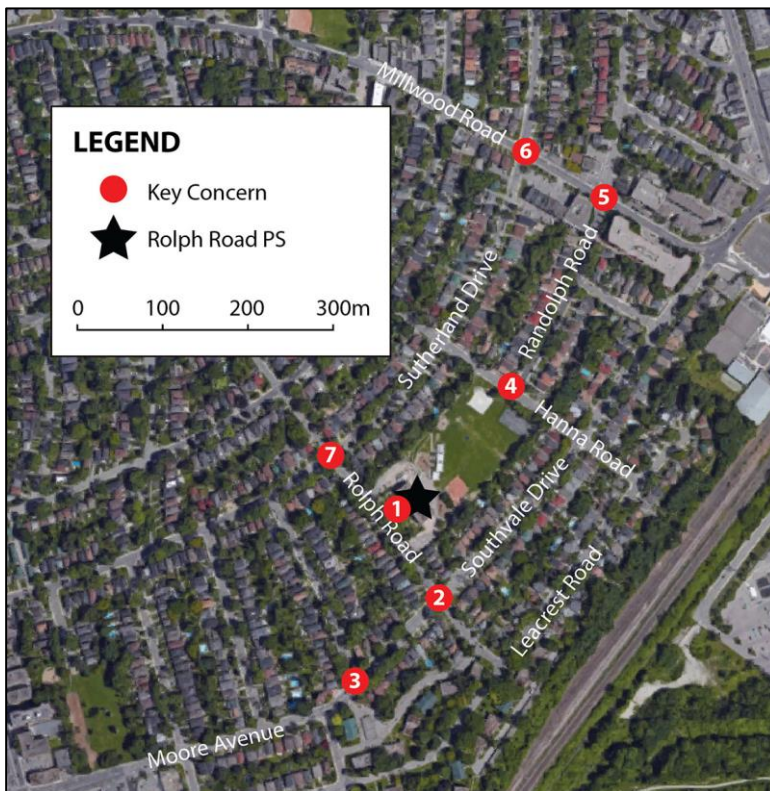 Millwood Road
LEGEND
Key Concern
Rolph Road PS
0 100 200 300m
6
5
Sutherland Drive
Randolph Road
4
Hanna Road
7
Rolph Road
1
Southvale Drive
2
Leacrest Road
3
Moore Avenue